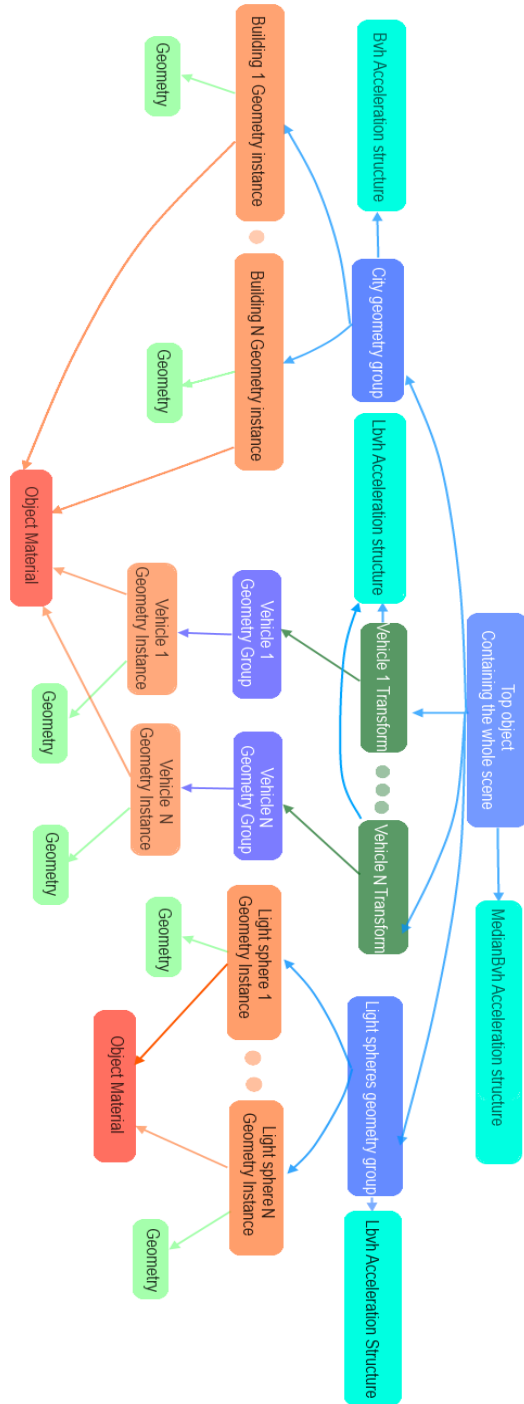 Top object
Containing the whole scene
MedianBvh Acceleration structure
Bvh Acceleration structure
City geometry group
Lbvh Acceleration structure
Vehicle 1 Transform
Vehicle N Transform
Light spheres geometry group
Lbvh Acceleration Structure
Building 1 Geometry instance
Building N Geometry instance
Vehicle 1
Geometry Group
Vehicle N
Geometry Group
Light sphere 1
Geometry Instance
Light sphere N
Geometry Instance
Geometry
Geometry
Vehicle 1
Geometry Instance
Vehicle N
Geometry Instance
Geometry
Geometry
Object Material
Geometry
Geometry
Object Material